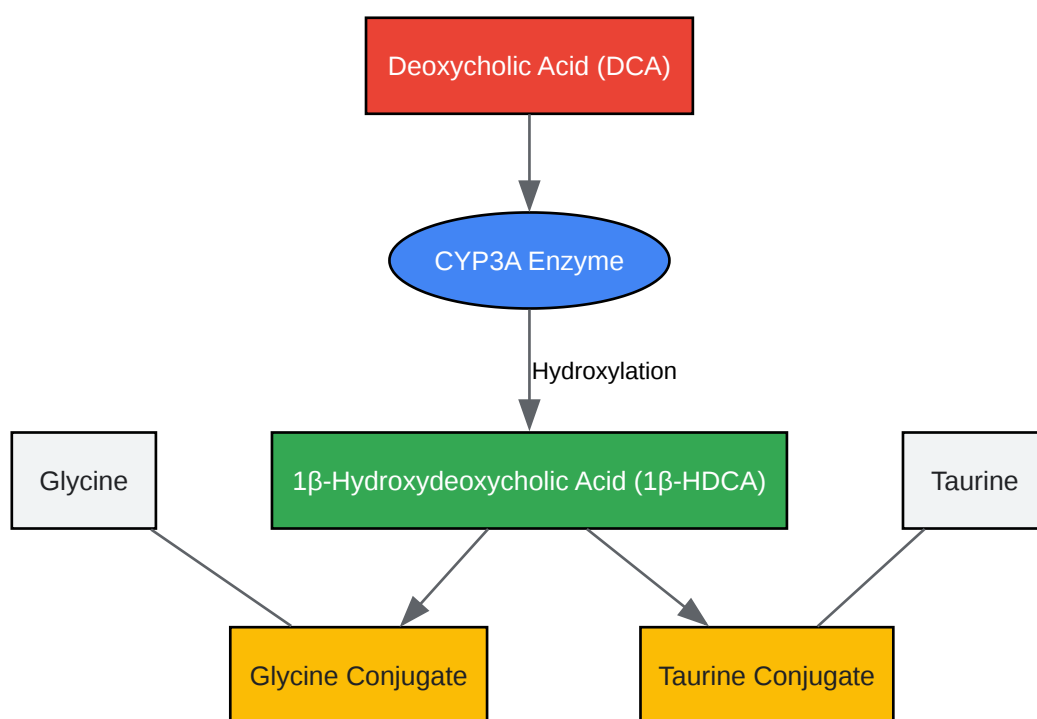 Deoxycholic Acid (DCA)
CYP3A Enzyme
Hydroxylation
Glycine
1β-Hydroxydeoxycholic Acid (1β-HDCA)
Taurine
Glycine Conjugate
Taurine Conjugate